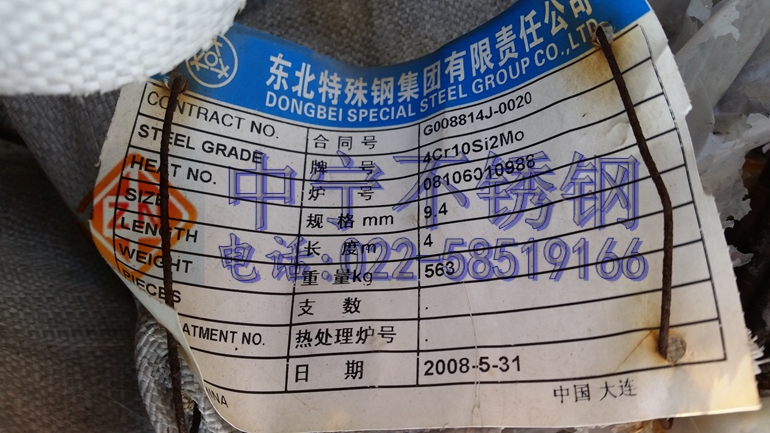 东北特殊钢集团有限责任公司
DONGBEI SPECIAL STEEL GROUP CO.,LTD.
CONTRACT NO. 合同号 G008814J-0020
STEEL GRADE 牌号 4Cr10Si2Mo
HEAT NO. 炉号 08106010988
SIZE 规格mm 9.4
LENGTH 长度m 4
WEIGHT 重量kg 563
PIECES 支数 .
ATMENT NO. 热处理炉号 .
日期 2008-5-31
INA 中国 大连
中宁不锈钢
电话:022-58519166